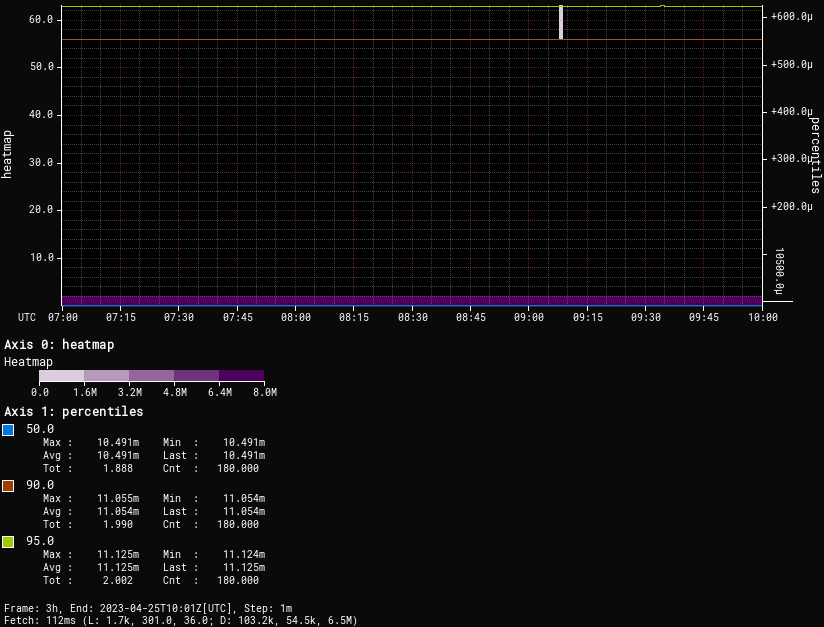 60.0
50.0
40.0
30.0
20.0
10.0
heatmap
+600.0µ
+500.0µ
+400.0µ
+300.0µ
+200.0µ
10500.0µ
percentiles
UTC 07:00 07:15 07:30 07:45 08:00 08:15 08:30 08:45 09:00 09:15 09:30 09:45 10:00
Axis 0: heatmap
Heatmap
0.0 1.6M 3.2M 4.8M 6.4M 8.0M
Axis 1: percentiles
50.0
Max : 10.491m Min : 10.491m
Avg : 10.491m Last : 10.491m
Tot : 1.888 Cnt : 180.000
90.0
Max : 11.055m Min : 11.054m
Avg : 11.054m Last : 11.054m
Tot : 1.990 Cnt : 180.000
95.0
Max : 11.125m Min : 11.124m
Avg : 11.125m Last : 11.125m
Tot : 2.002 Cnt : 180.000
Frame: 3h, End: 2023-04-25T10:01Z[UTC], Step: 1m
Fetch: 112ms (L: 1.7k, 301.0, 36.0; D: 103.2k, 54.5k, 6.5M)